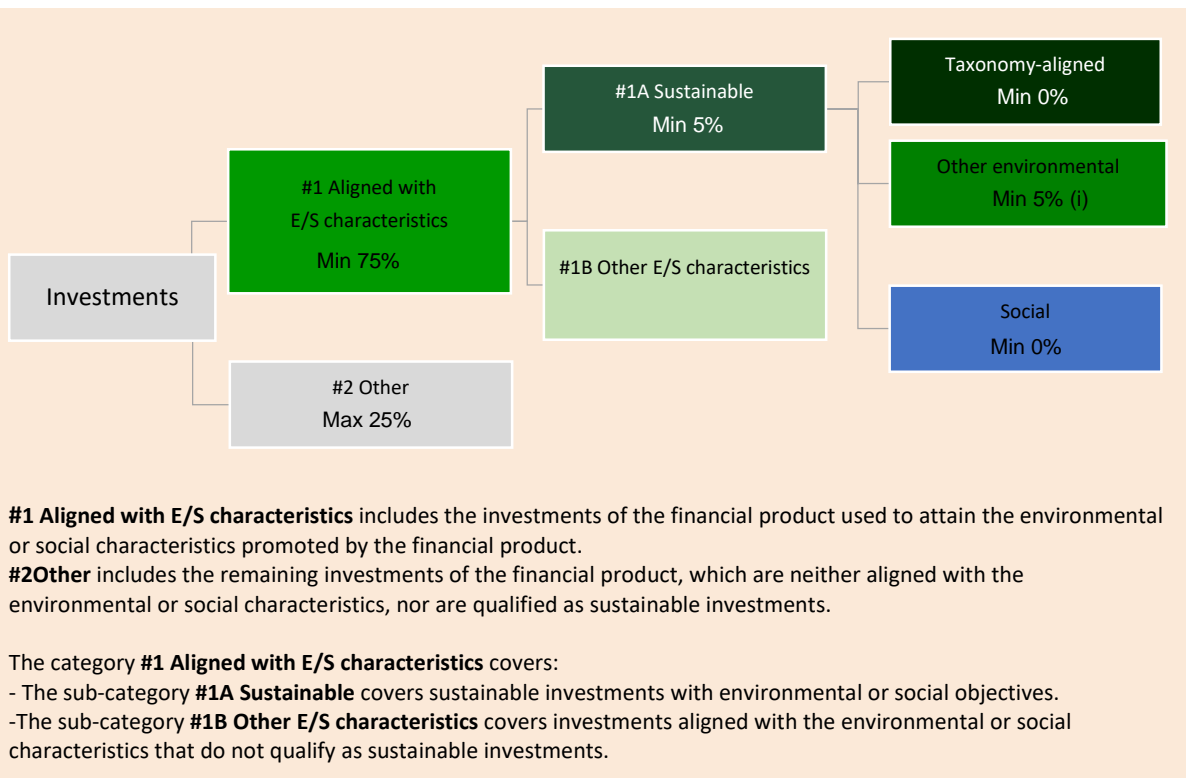 Investments
#1 Aligned with
E/S characteristics
Min 75%
#2 Other
Max 25%
#1A Sustainable
Min 5%
#1B Other E/S characteristics
Taxonomy-aligned
Min 0%
Other environmental
Min 5% (i)
Social
Min 0%
#1 Aligned with E/S characteristics includes the investments of the financial product used to attain the environmental
or social characteristics promoted by the financial product.
#2Other includes the remaining investments of the financial product, which are neither aligned with the
environmental or social characteristics, nor are qualified as sustainable investments.
The category #1 Aligned with E/S characteristics covers:
- The sub-category #1A Sustainable covers sustainable investments with environmental or social objectives.
-The sub-category #1B Other E/S characteristics covers investments aligned with the environmental or social
characteristics that do not qualify as sustainable investments.